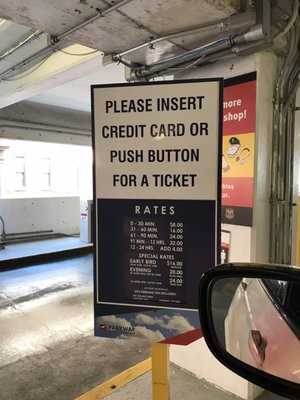 PLEASE INSERT
CREDIT CARD OR
PUSH BUTTON
FOR A TICKET
RATES
0 - 30 MIN. $8.00
31 - 60 MIN. 16.00
61 - 90 MIN. 24.00
91 MIN. - 12 HRS. 32.00
12 - 24 HRS. ADD 4.00
SPECIAL RATES
EARLY BIRD $16.00
EVENING 20.00
24.00
PARKWAY
more
shop!